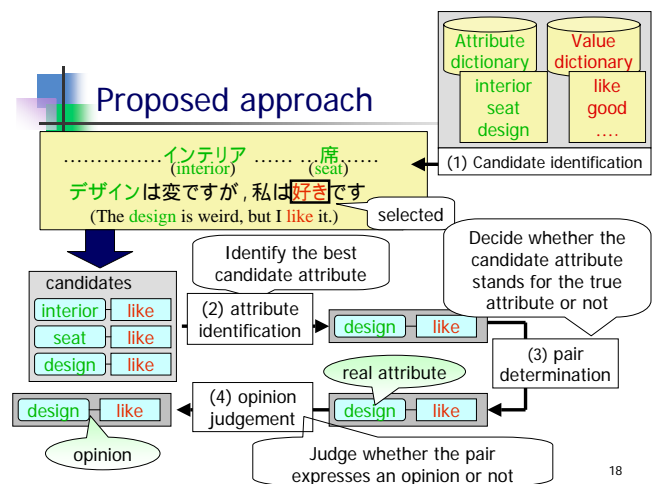 Proposed approach
Attribute
dictionary
Value
dictionary
interior
seat
design
like
good
....
(1) Candidate identification
...............インテリア...... ...席......
(interior) (seat)
デザインは変ですが,私は好きです
(The design is weird, but I like it.)
selected
candidates
interior like
seat like
design like
Identify the best
candidate attribute
(2) attribute
identification
design like
Decide whether the
candidate attribute
stands for the true
attribute or not
(3) pair
determination
real attribute
design like
(4) opinion
judgement
design like
opinion
Judge whether the pair
expresses an opinion or not
18